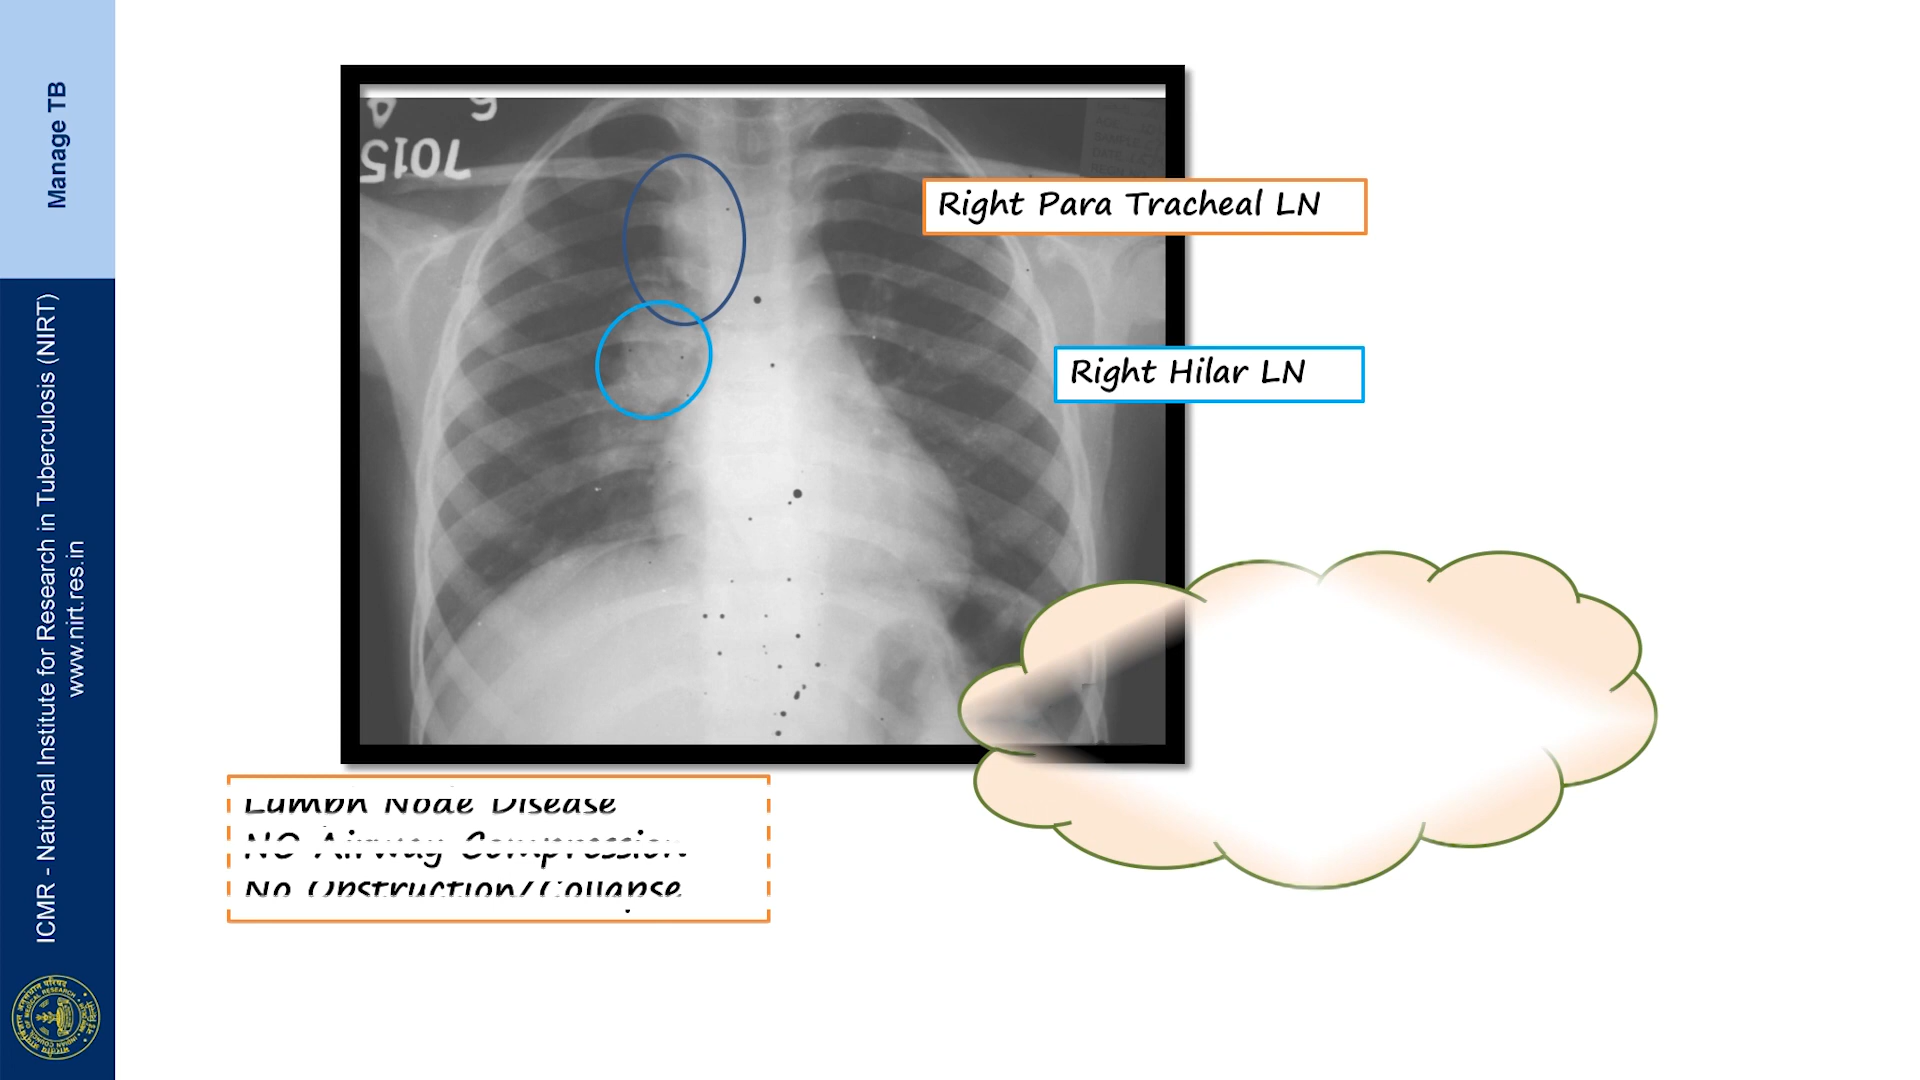 Manage TB
ICMR - National Institute for Research in Tuberculosis (NIRT)
www.nirt.res.in
7015
Right Para Tracheal LN
Right Hilar LN
Lymph Node Disease
NO Airway Compression
No Obstruction/Collapse